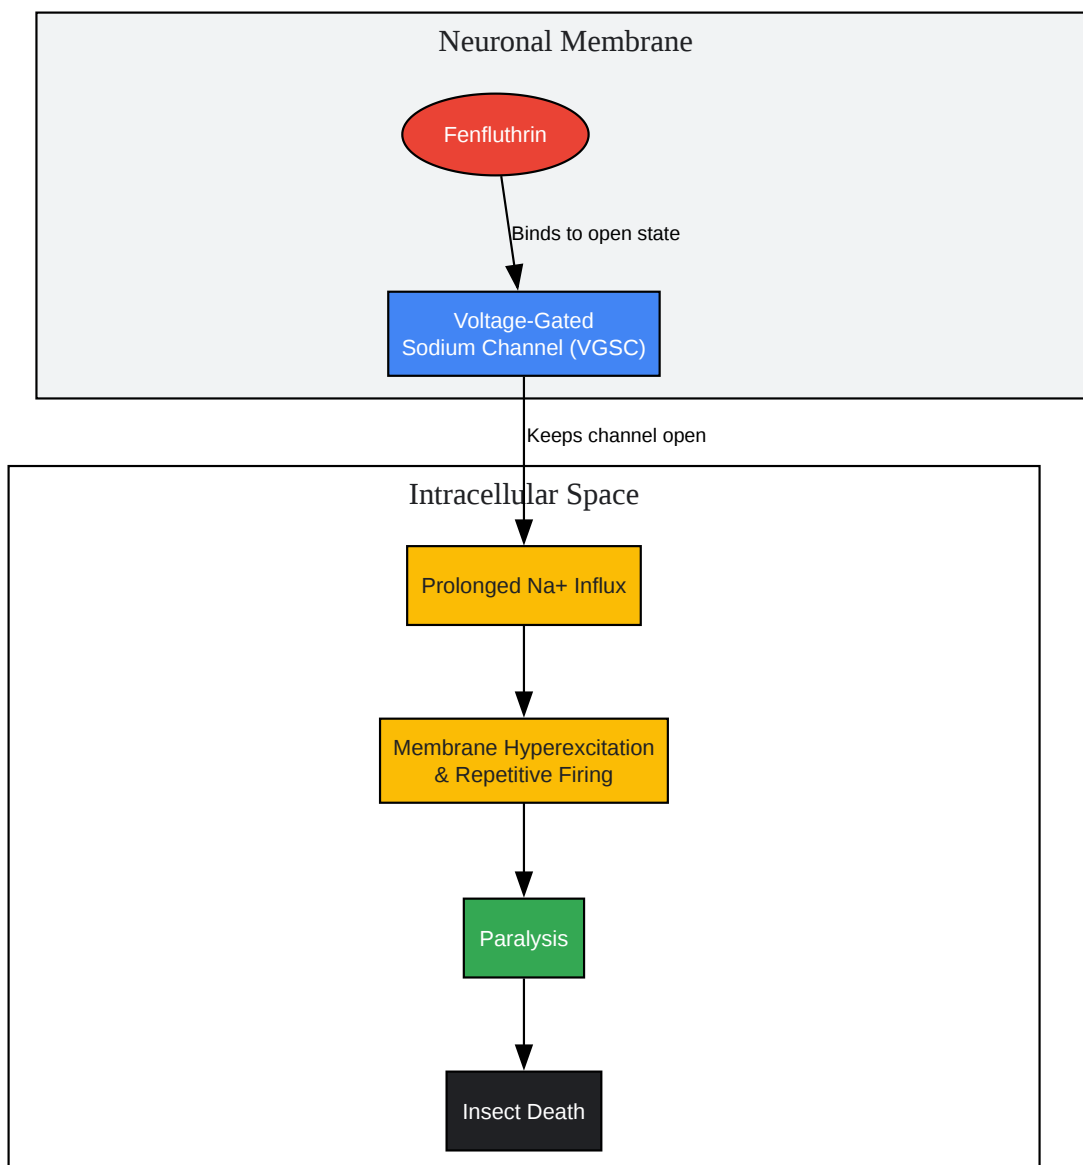 Neuronal Membrane
Fenfluthrin
Binds to open state
Voltage-Gated
Sodium Channel (VGSC)
Keeps channel open
Intracellular Space
Prolonged Na+ Influx
Membrane Hyperexcitation
& Repetitive Firing
Paralysis
Insect Death